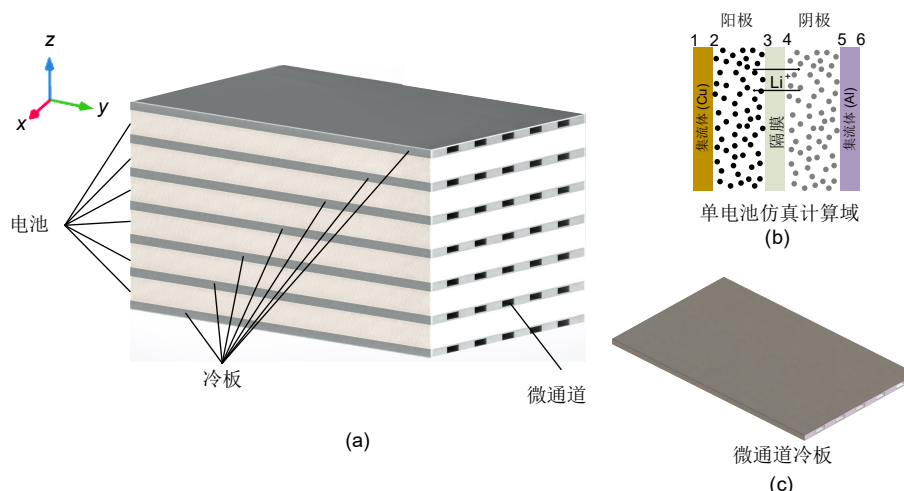 z
y
x
电池
冷板
微通道
(a)
阳极
阴极
1 2 3 4 5 6
集流体 (Cu)
Li+
隔膜
集流体 (Al)
单电池仿真计算域
(b)
微通道冷板
(c)